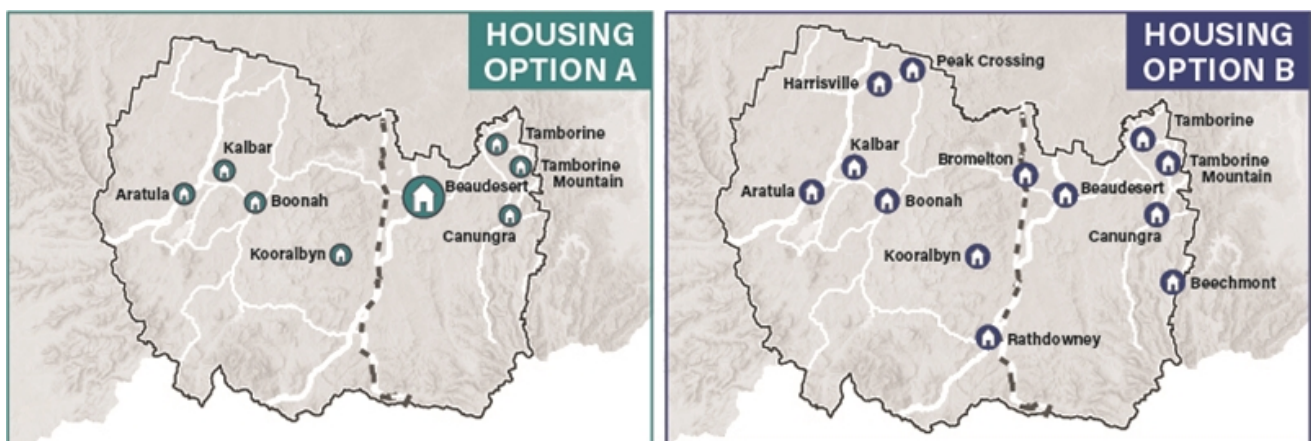 HOUSING
OPTION A
Kalbar
Aratula
Boonah
Kooralbyn
Tamborine
Tamborine
Mountain
Beaudesert
Canungra
HOUSING
OPTION B
Peak Crossing
Harrisville
Kalbar
Aratula
Boonah
Bromelton
Kooralbyn
Tamborine
Tamborine
Mountain
Beaudesert
Canungra
Beechmont
Rathdowney